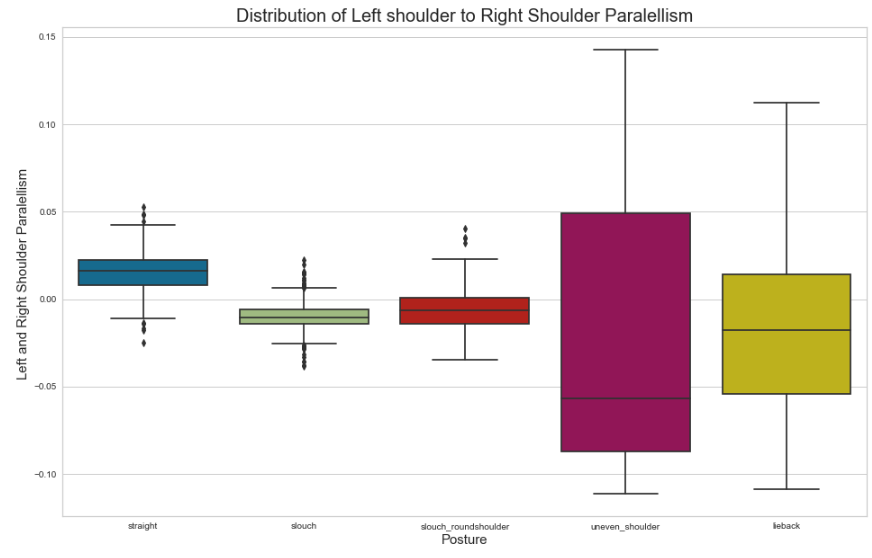 Distribution of Left shoulder to Right Shoulder Paralellism
Left and Right Shoulder Paralellism
0.15
0.10
0.05
0.00
−0.05
−0.10
straight slouch slouch_roundshoulder uneven_shoulder lieback
Posture